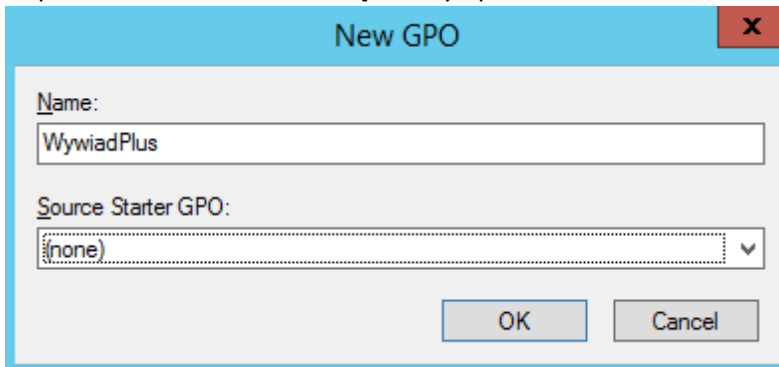 New GPO
x
Name:
WywiadPlus
Source Starter GPO:
(none)
OK Cancel